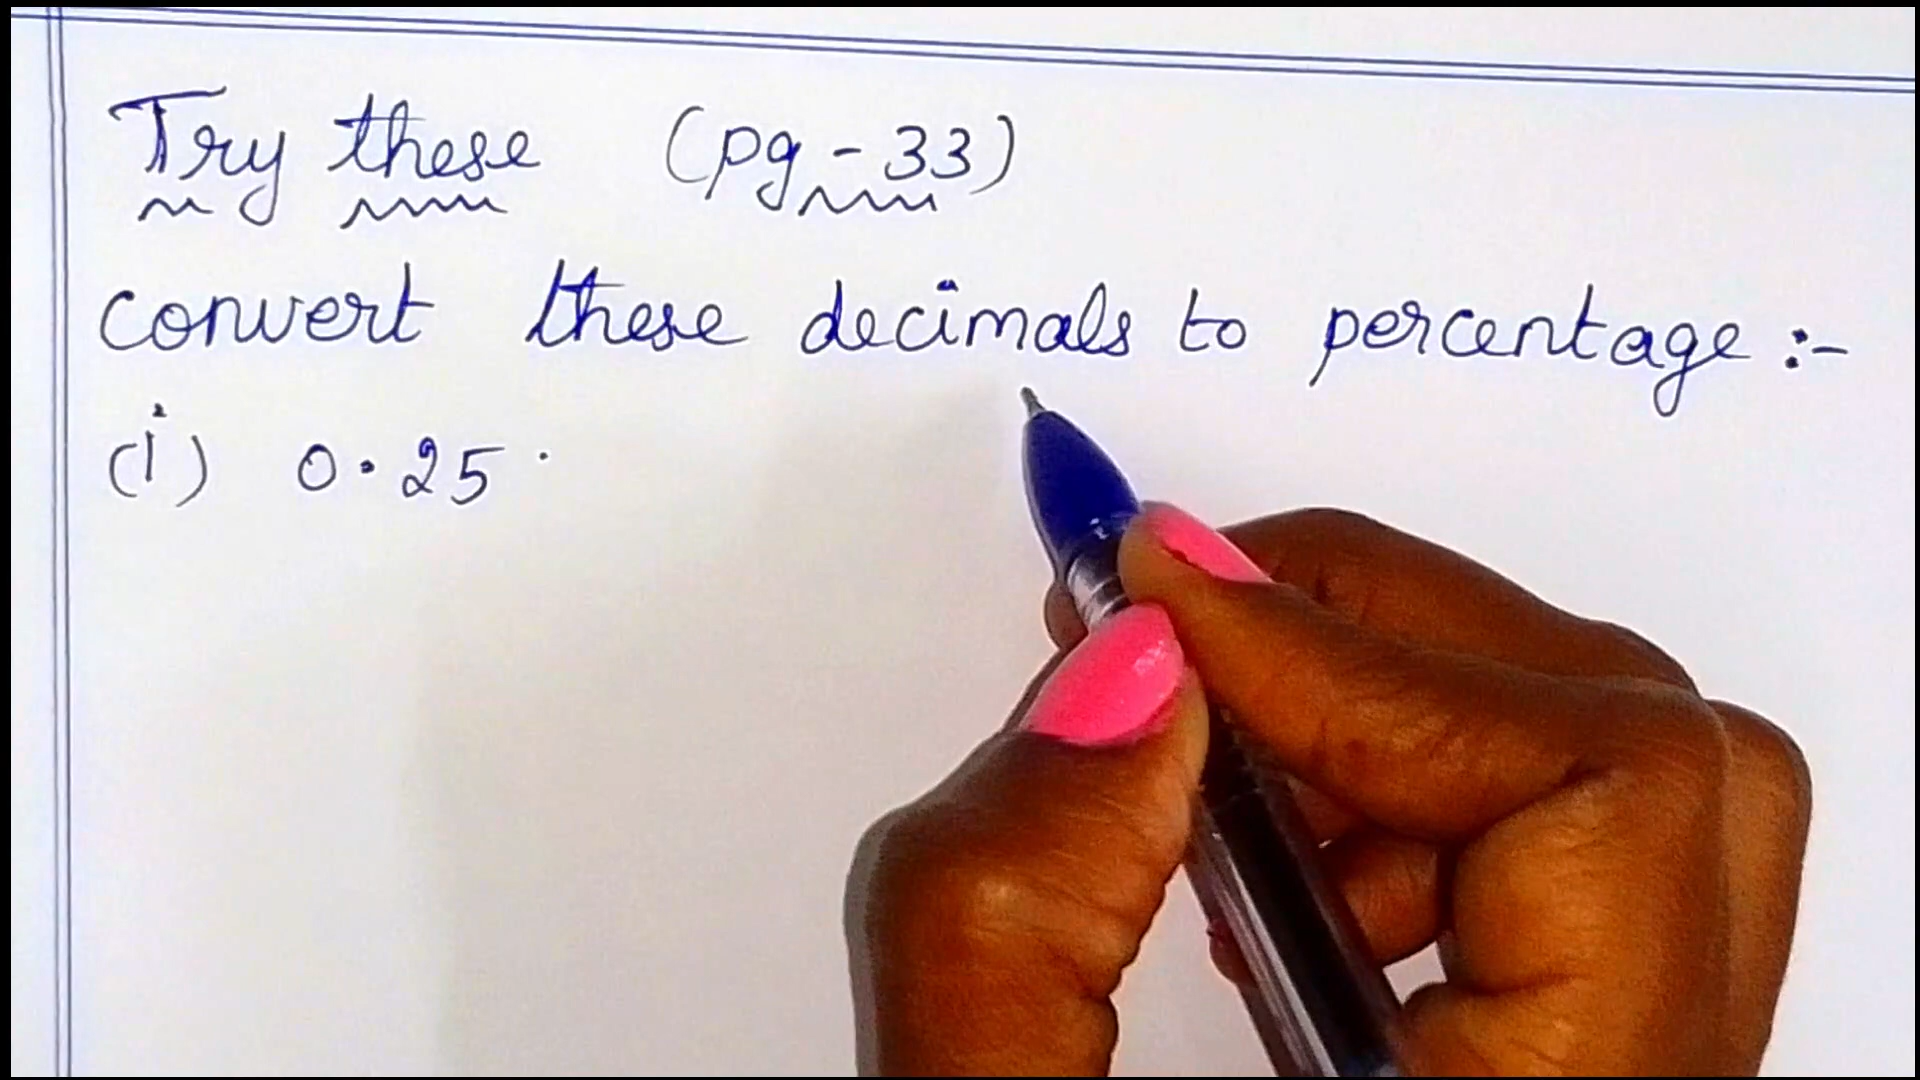 Try these (pg - 33)
convert these decimals to percentage :-
(i) 0.25.